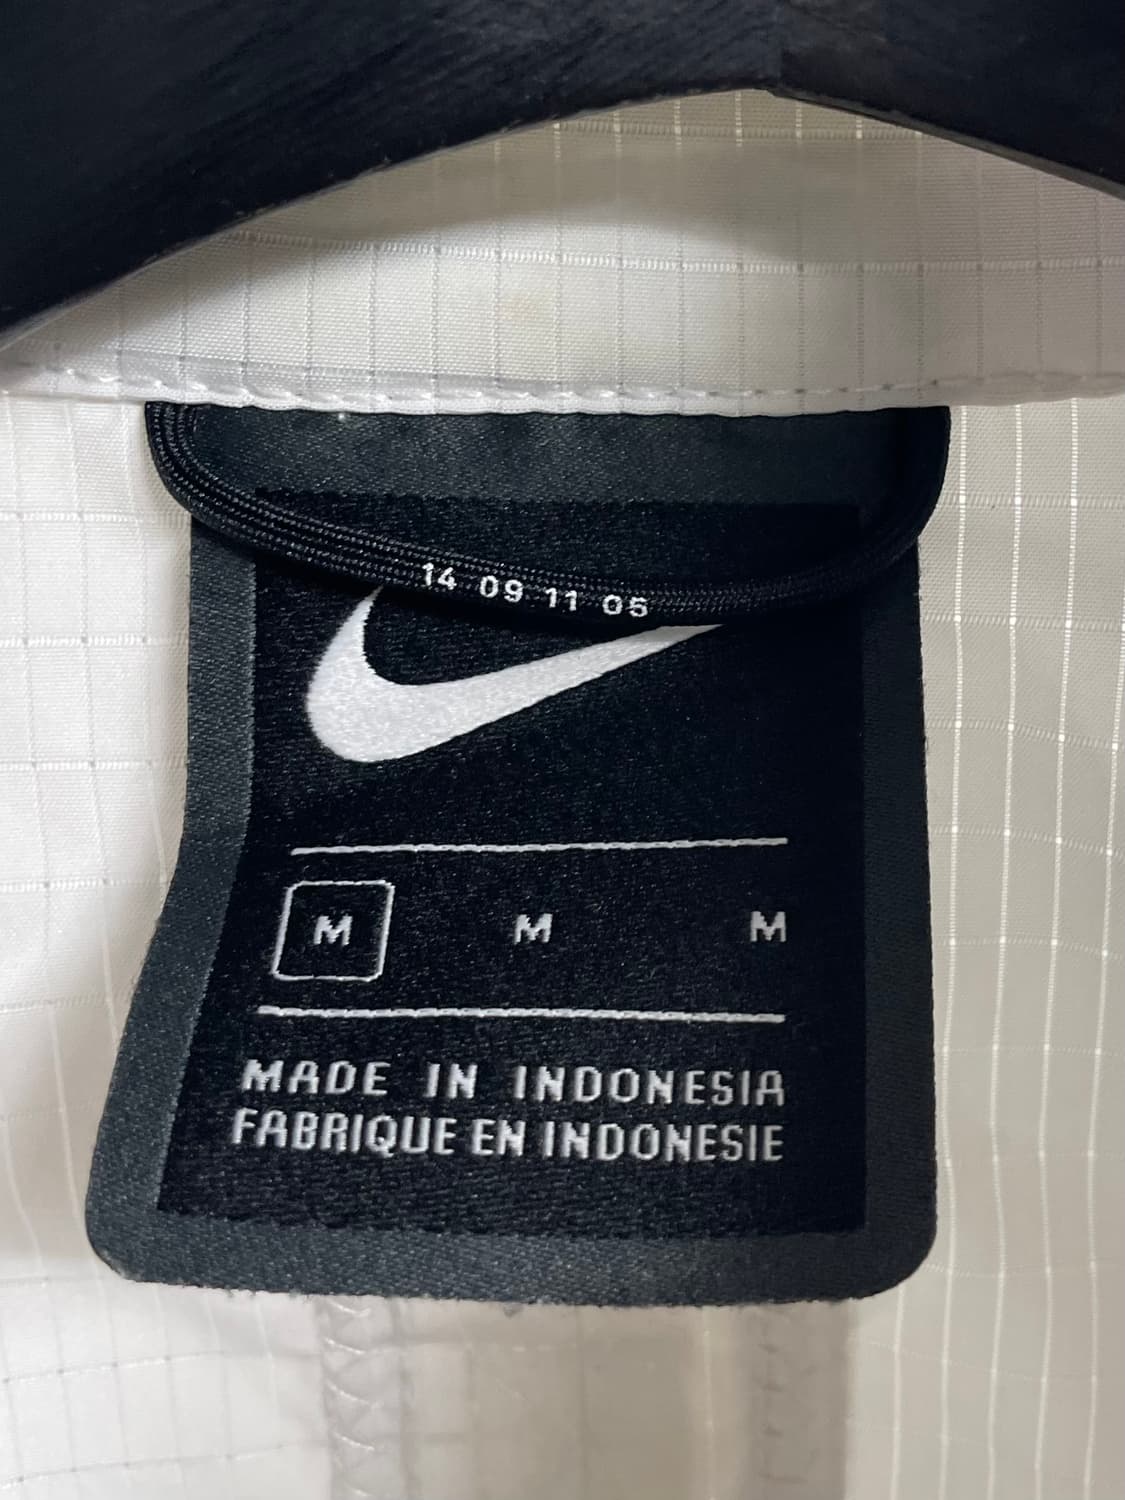 14 09 11 05
M M M
MADE IN INDONESIA
FABRIQUE EN INDONESIE